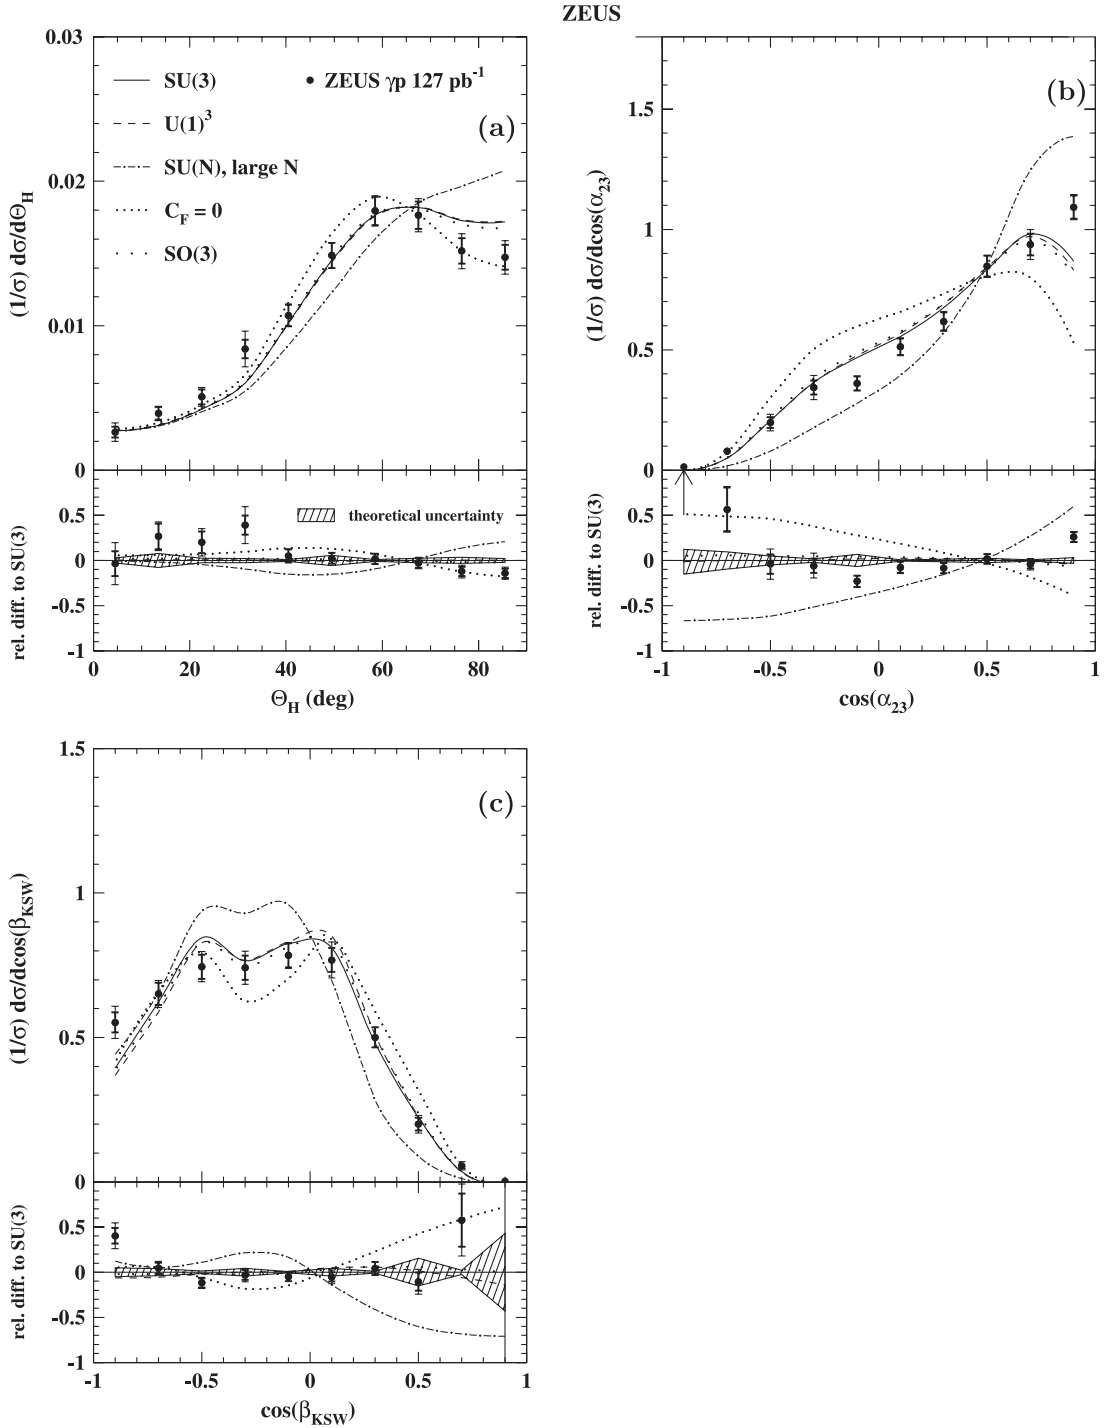 ZEUS
0.03
0.02
0.01
0
(1/σ) dσ/dΘ_H
SU(3)
U(1)³
SU(N), large N
C_F = 0
SO(3)
ZEUS γp 127 pb⁻¹
(a)
0.5
0
-0.5
-1
rel. diff. to SU(3)
theoretical uncertainty
0 20 40 60 80
Θ_H (deg)
1.5
1
0.5
0
(1/σ) dσ/dcos(α₂₃)
(b)
0.5
0
-0.5
-1
rel. diff. to SU(3)
-1 -0.5 0 0.5 1
cos(α₂₃)
1.5
1
0.5
0
(1/σ) dσ/dcos(β_KSW)
(c)
0.5
0
-0.5
-1
rel. diff. to SU(3)
-1 -0.5 0 0.5 1
cos(β_KSW)